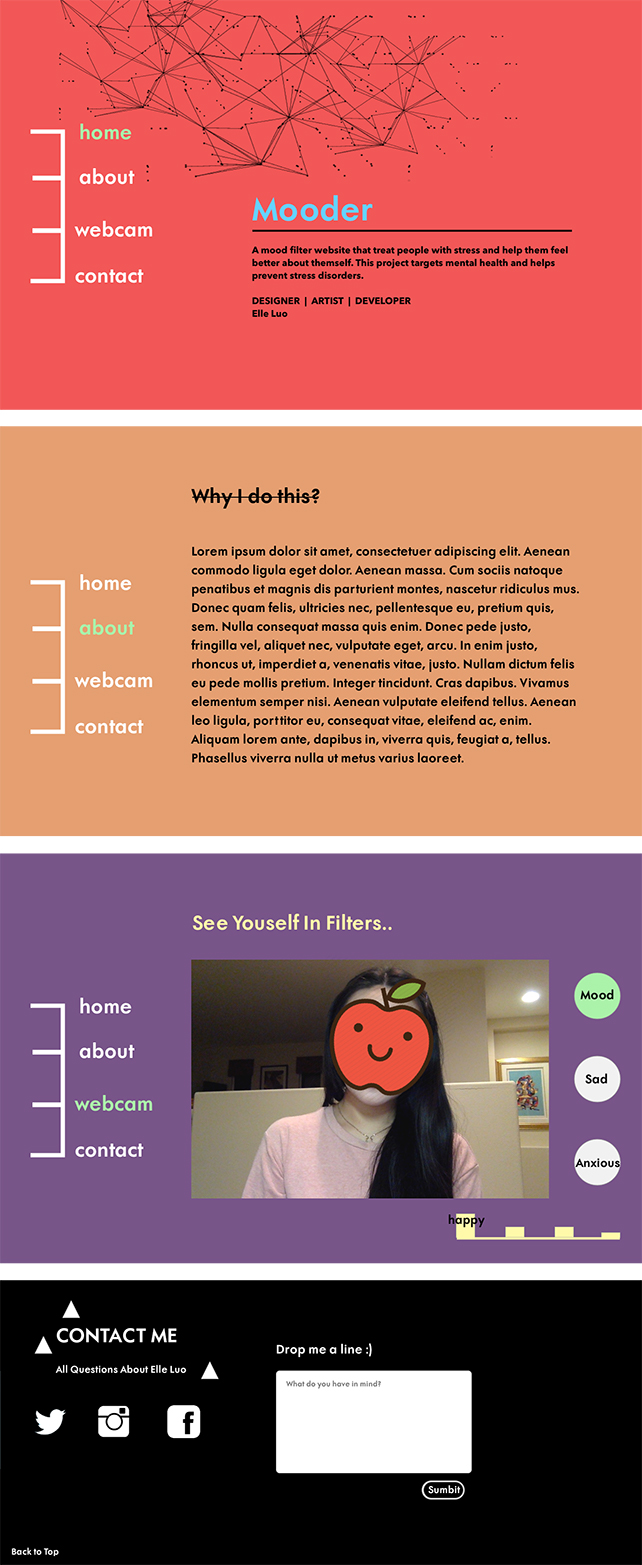 home
about
webcam
contact
Mooder
A mood filter website that treat people with stress and help them feel
better about themself. This project targets mental health and helps
prevent stress disorders.
DESIGNER | ARTIST | DEVELOPER
Elle Luo
Why I do this?
home
about
webcam
contact
Lorem ipsum dolor sit amet, consectetuer adipiscing elit. Aenean
commodo ligula eget dolor. Aenean massa. Cum sociis natoque
penatibus et magnis dis parturient montes, nascetur ridiculus mus.
Donec quam felis, ultricies nec, pellentesque eu, pretium quis,
sem. Nulla consequat massa quis enim. Donec pede justo,
fringilla vel, aliquet nec, vulputate eget, arcu. In enim justo,
rhoncus ut, imperdiet a, venenatis vitae, justo. Nullam dictum felis
eu pede mollis pretium. Integer tincidunt. Cras dapibus. Vivamus
elementum semper nisi. Aenean vulputate eleifend tellus. Aenean
leo ligula, porttitor eu, consequat vitae, eleifend ac, enim.
Aliquam lorem ante, dapibus in, viverra quis, feugiat a, tellus.
Phasellus viverra nulla ut metus varius laoreet.
See Youself In Filters..
home
about
webcam
contact
Mood
Sad
Anxious
happy
CONTACT ME
All Questions About Elle Luo
Drop me a line :)
What do you have in mind?
Sumbit
Back to Top